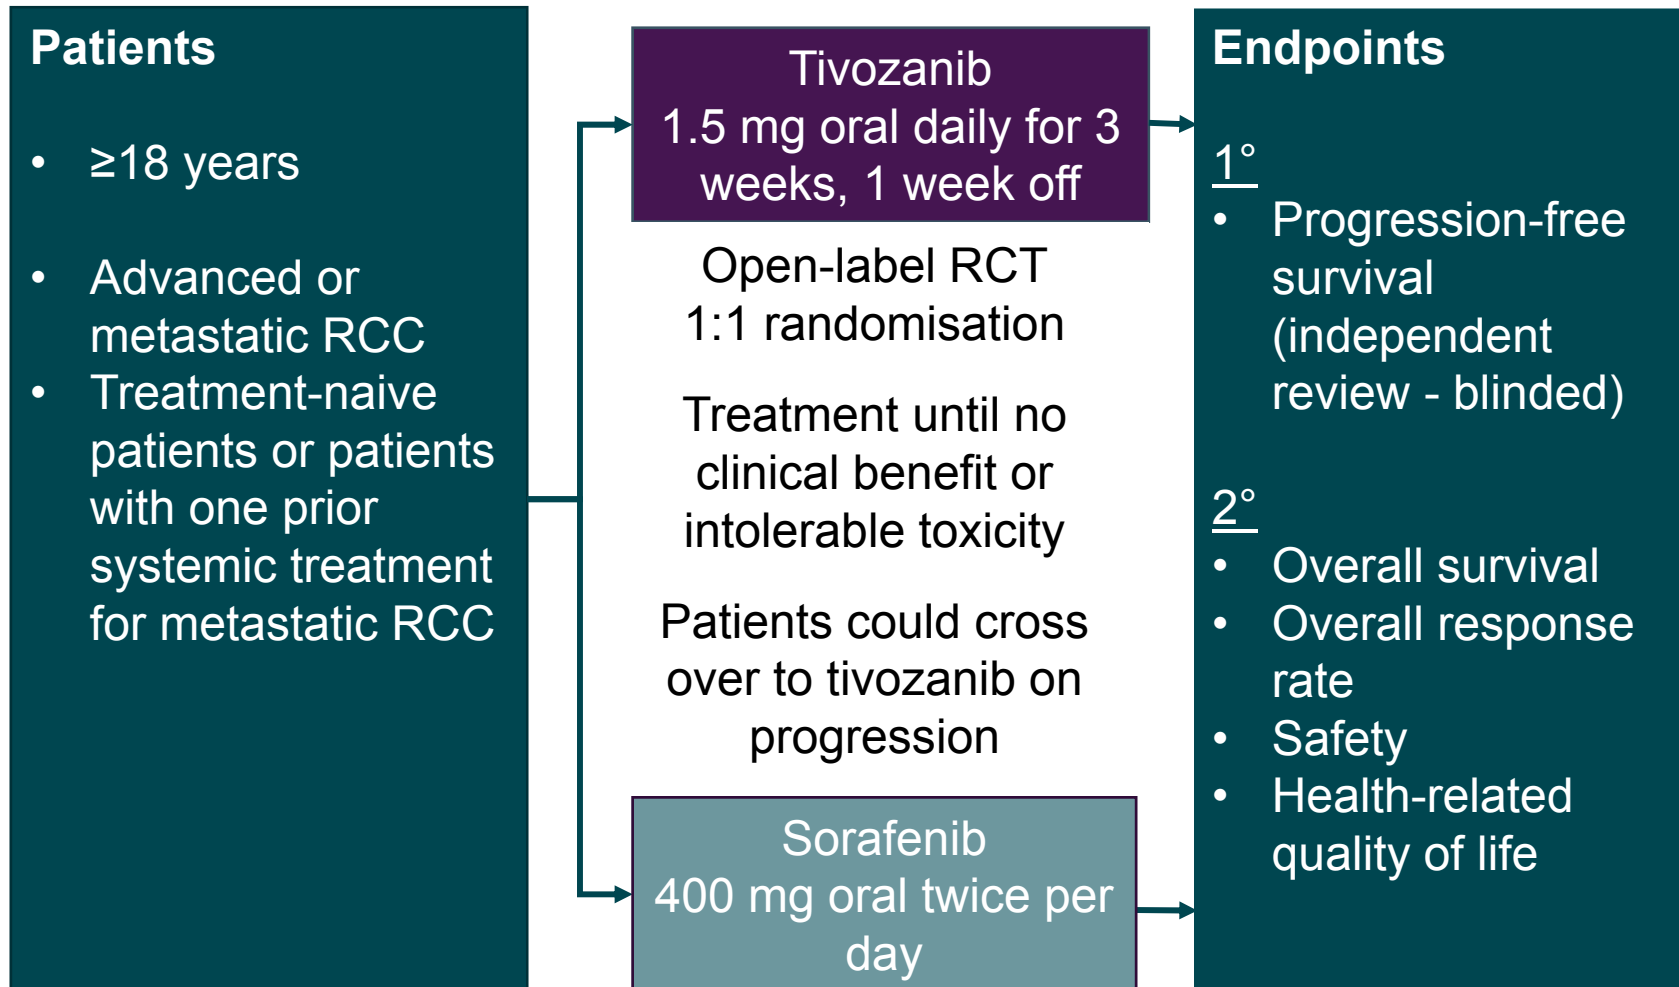 Patients
• ≥18 years
• Advanced or
metastatic RCC
• Treatment-naive
patients or patients
with one prior
systemic treatment
for metastatic RCC
Tivozanib
1.5 mg oral daily for 3
weeks, 1 week off
Open-label RCT
1:1 randomisation
Treatment until no
clinical benefit or
intolerable toxicity
Patients could cross
over to tivozanib on
progression
Sorafenib
400 mg oral twice per
day
Endpoints
1°
• Progression-free
survival
(independent
review - blinded)
2°
• Overall survival
• Overall response
rate
• Safety
• Health-related
quality of life